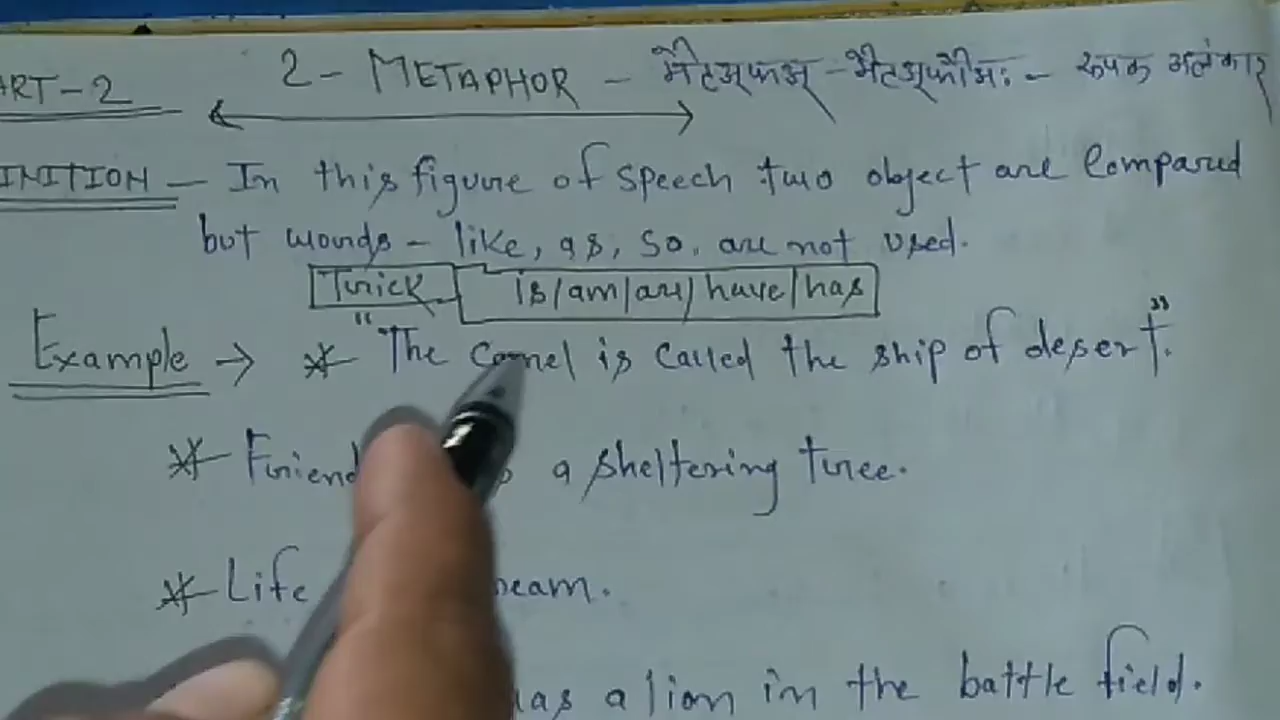 ART-2 2- METAPHOR - मैटअफअर् -मैटअफौअः - रूपक अलंकार
INITION - In this figure of speech two object are compared
but words - like, as, so, are not used.
Trick is/am/are/have/has
Example → * "The Camel is called the ship of desert".
* Friend a sheltering tree.
* Life
as a lion in the battle field.